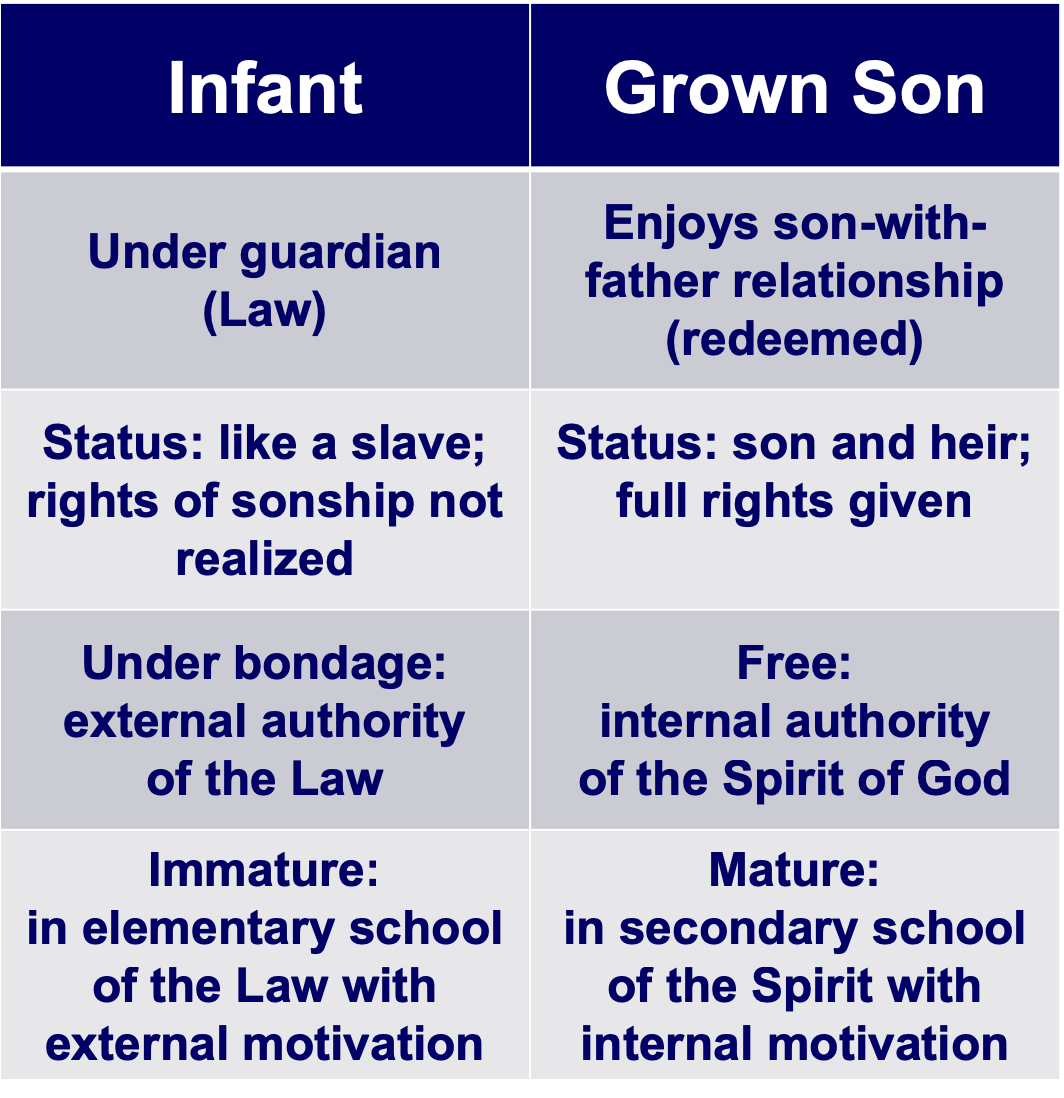 Infant
Grown Son
Under guardian
(Law)
Enjoys son-with-
father relationship
(redeemed)
Status: like a slave;
rights of sonship not
realized
Status: son and heir;
full rights given
Under bondage:
external authority
of the Law
Free:
internal authority
of the Spirit of God
Immature:
in elementary school
of the Law with
external motivation
Mature:
in secondary school
of the Spirit with
internal motivation